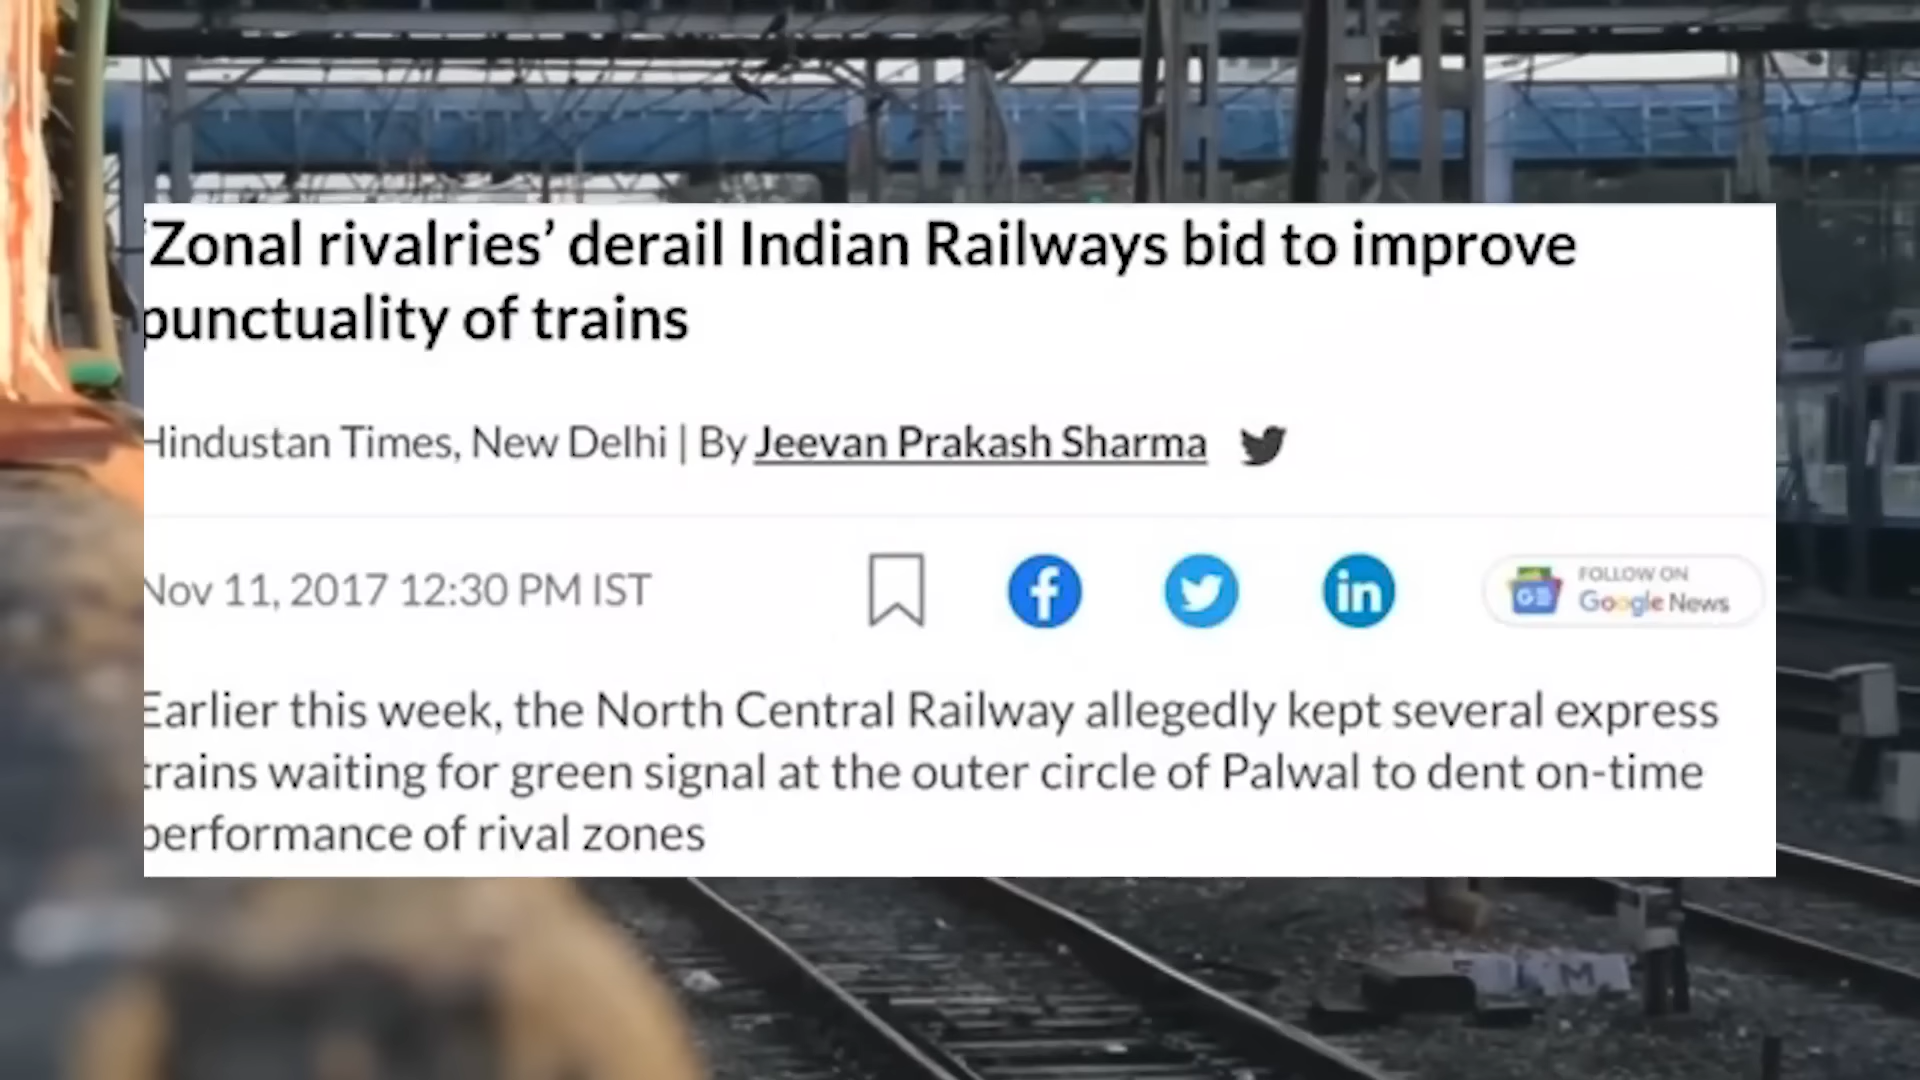 ‘Zonal rivalries’ derail Indian Railways bid to improve
punctuality of trains
Hindustan Times, New Delhi | By Jeevan Prakash Sharma
Nov 11, 2017 12:30 PM IST
FOLLOW ON
Google News
Earlier this week, the North Central Railway allegedly kept several express
trains waiting for green signal at the outer circle of Palwal to dent on-time
performance of rival zones